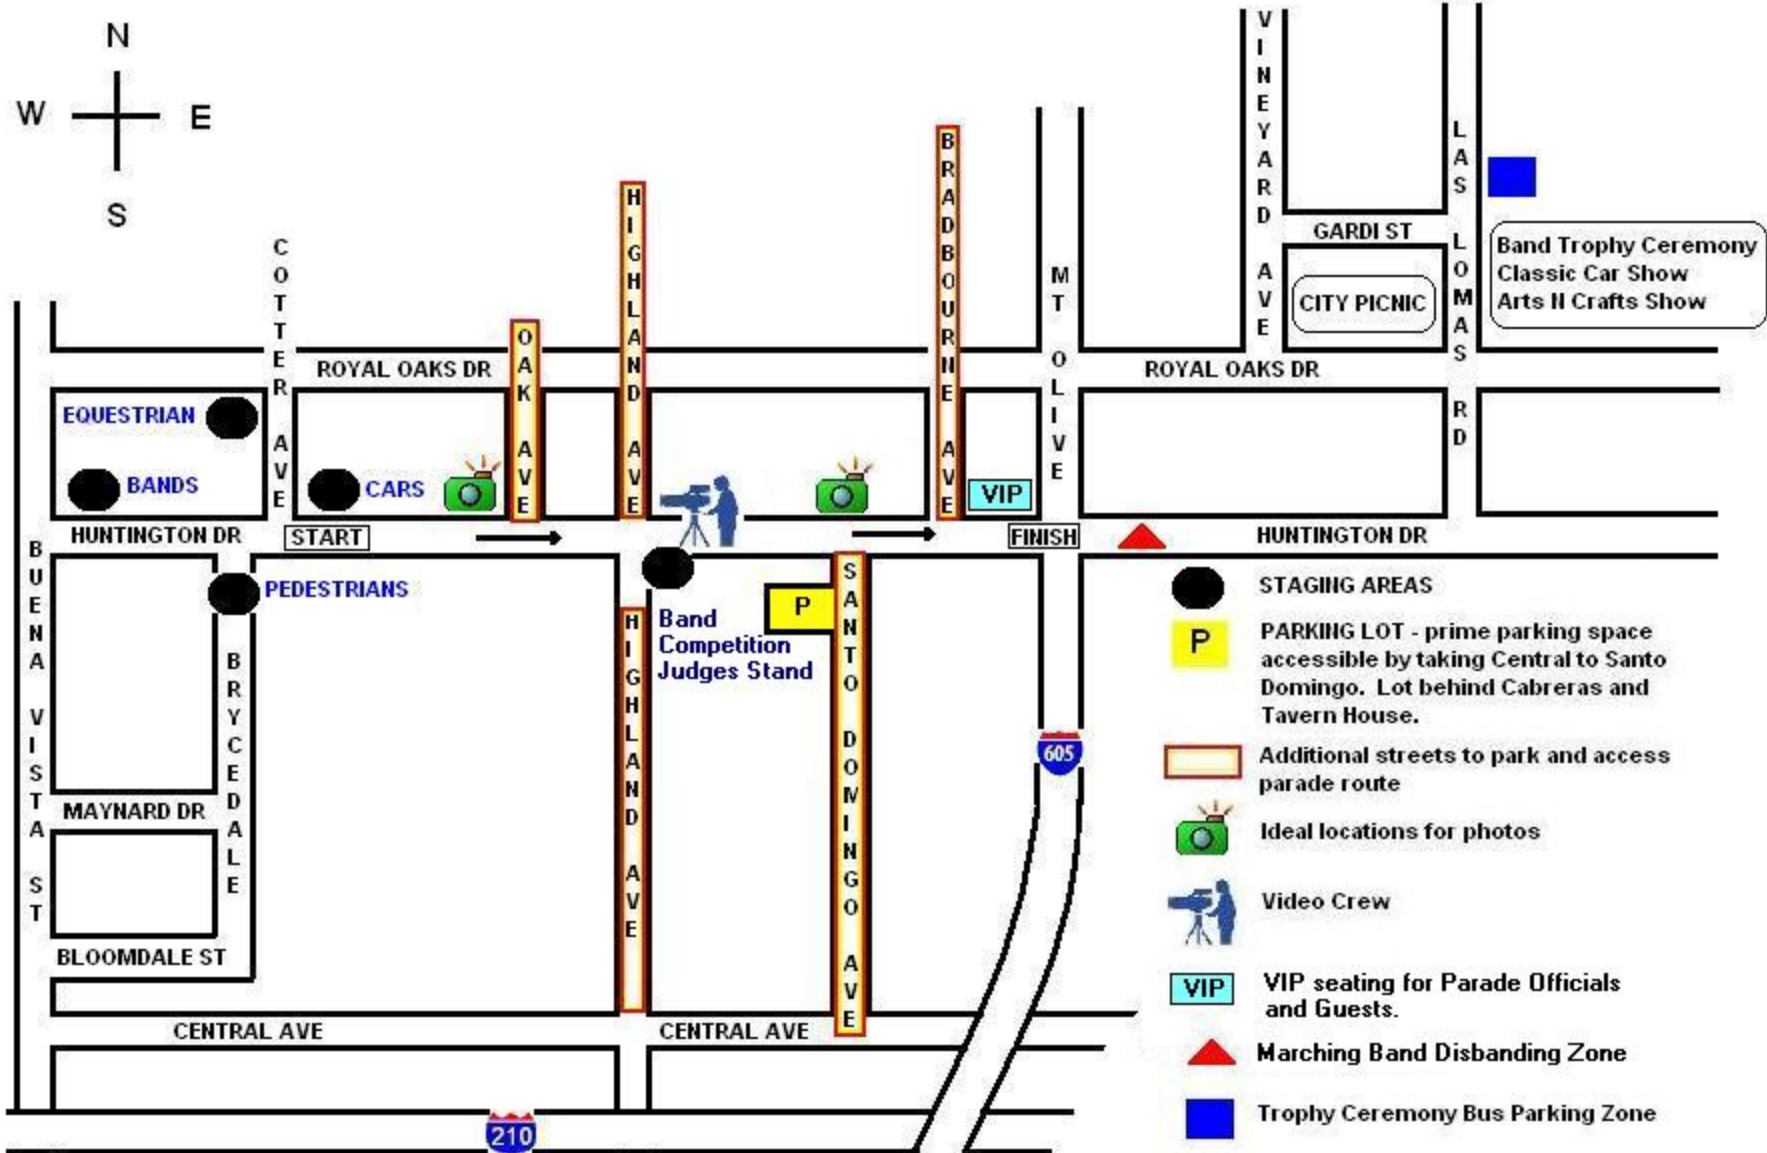 N
W E
S
VINEYARD AVE
LAS LOMAS RD
BRADBOURNE AVE
HIGHLAND AVE
COTTER AVE
OAK AVE
MT OLIVE
GARDI ST
CITY PICNIC
Band Trophy Ceremony
Classic Car Show
Arts N Crafts Show
ROYAL OAKS DR
ROYAL OAKS DR
EQUESTRIAN
BANDS
CARS
VIP
HUNTINGTON DR
START
FINISH
HUNTINGTON DR
BUENA VISTA ST
PEDESTRIANS
BRYCEDALE
HIGHLAND AVE
Band
Competition
Judges Stand
P
SANTO DOMINGO AVE
605
MAYNARD DR
BLOOMDALE ST
CENTRAL AVE
CENTRAL AVE
210
STAGING AREAS
P
PARKING LOT - prime parking space
accessible by taking Central to Santo
Domingo. Lot behind Cabreras and
Tavern House.
Additional streets to park and access
parade route
Ideal locations for photos
Video Crew
VIP
VIP seating for Parade Officials
and Guests.
Marching Band Disbanding Zone
Trophy Ceremony Bus Parking Zone